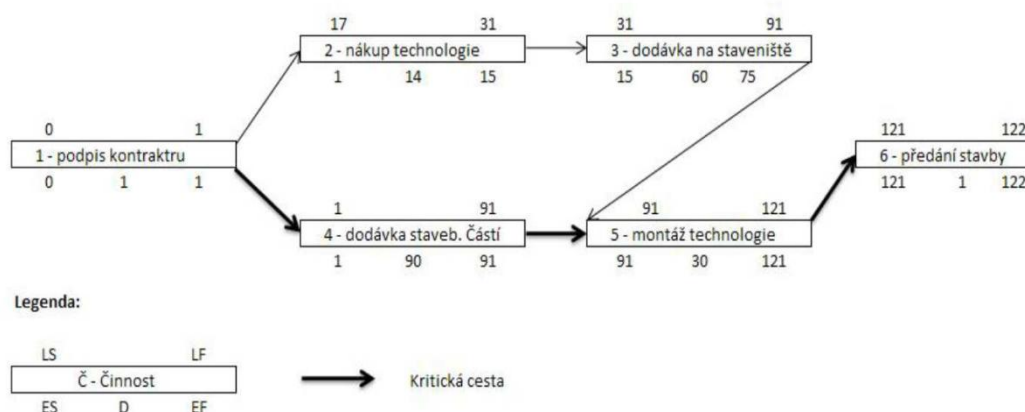 17 31 31 91
2 - nákup technologie 3 - dodávka na staveniště
1 14 15 15 60 75
0 1 121 122
1 - podpis kontraktru 6 - předání stavby
0 1 1 121 1 122
1 91 91 121
4 - dodávka staveb. Částí 5 - montáž technologie
1 90 91 91 30 121
Legenda:
LS LF
Č - Činnost Kritická cesta
ES D EF